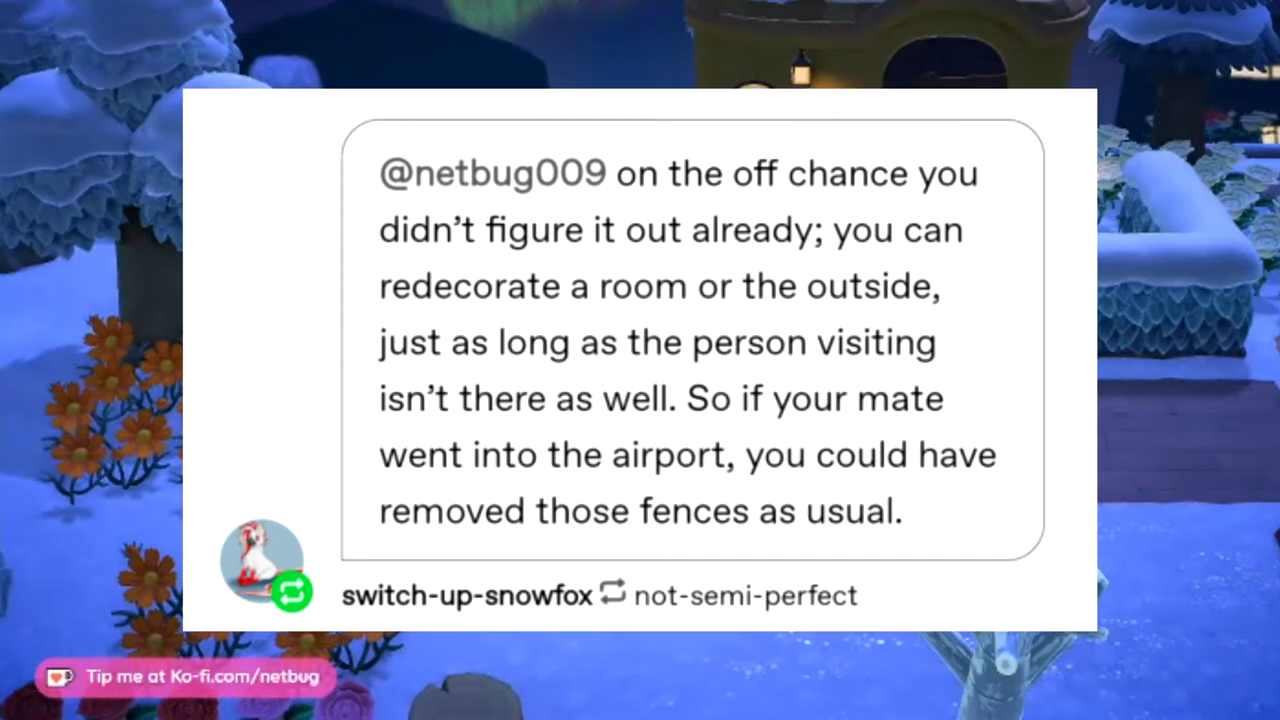 @netbug009 on the off chance you
didn’t figure it out already; you can
redecorate a room or the outside,
just as long as the person visiting
isn’t there as well. So if your mate
went into the airport, you could have
removed those fences as usual.
switch-up-snowfox not-semi-perfect
Tip me at Ko-fi.com/netbug